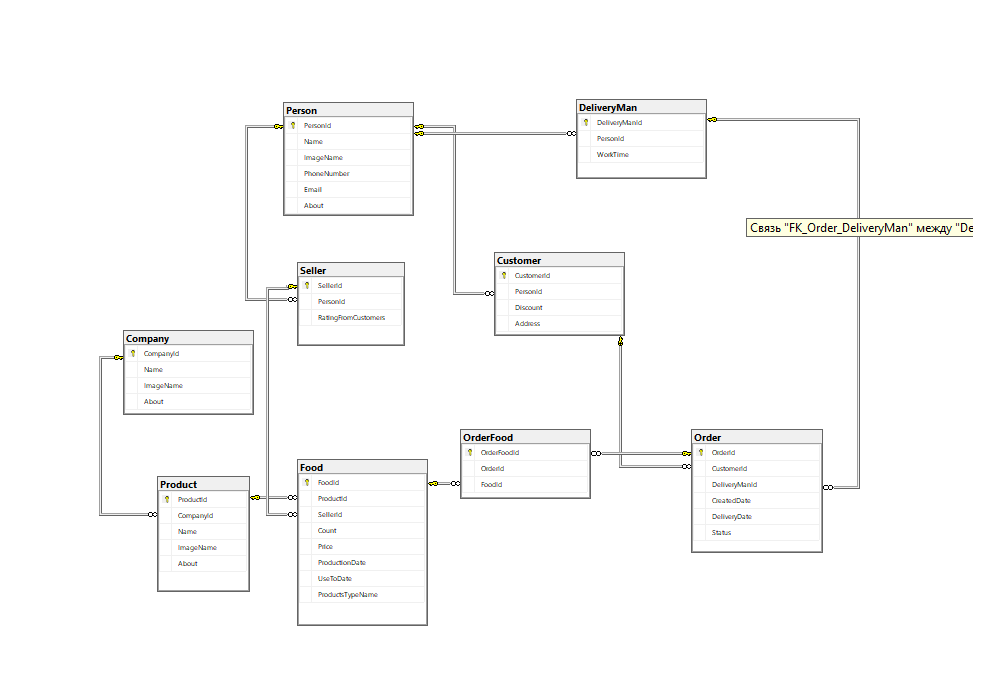 Person
PersonId
Name
ImageName
PhoneNumber
Email
About
DeliveryMan
DeliveryManId
PersonId
WorkTime
Связь "FK_Order_DeliveryMan" между "De
Seller
SellerId
PersonId
RatingFromCustomers
Customer
CustomerId
PersonId
Discount
Address
Company
CompanyId
Name
ImageName
About
Product
ProductId
CompanyId
Name
ImageName
About
Food
FoodId
ProductId
SellerId
Count
Price
ProductionDate
UseToDate
ProductsTypeName
OrderFood
OrderFoodId
OrderId
FoodId
Order
OrderId
CustomerId
DeliveryManId
CreatedDate
DeliveryDate
Status